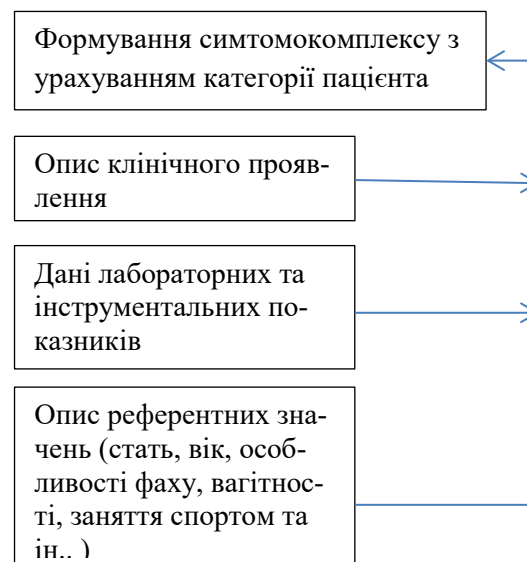 Формування симтомокомплексу з
урахуванням категорії пацієнта
Опис клінічного прояв-
лення
Дані лабораторних та
інструментальних по-
казників
Опис референтних зна-
чень (стать, вік, особ-
ливості фаху, вагітнос-
ті, заняття спортом та
ін.. )